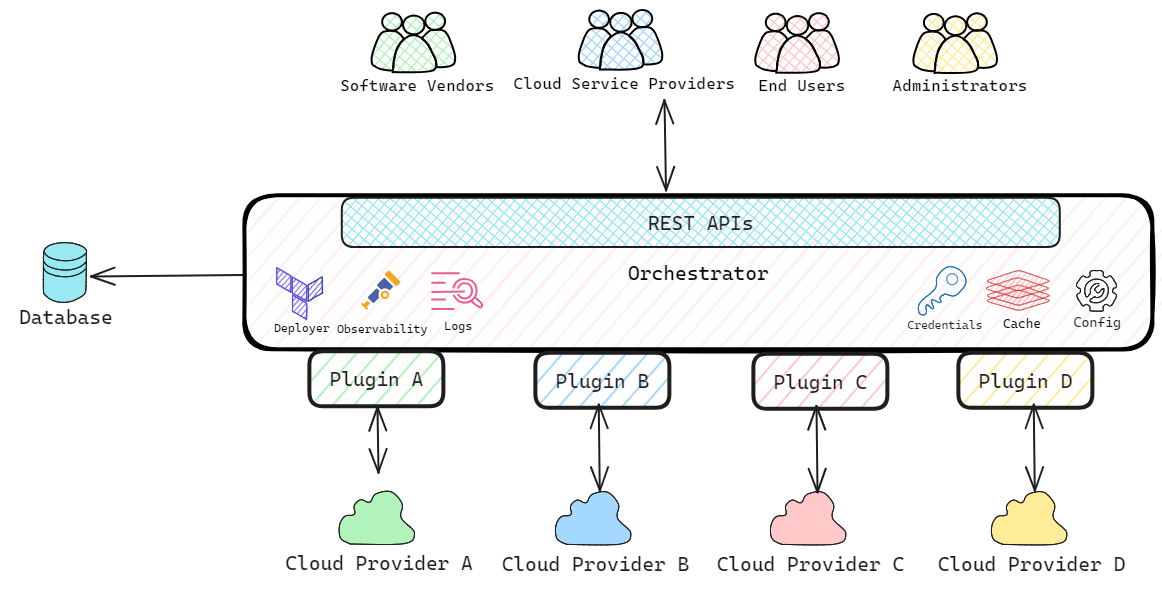 Software Vendors
Cloud Service Providers
End Users
Administrators
REST APIs
Orchestrator
Deployer
Observability
Logs
Credentials
Cache
Config
Database
Plugin A
Plugin B
Plugin C
Plugin D
Cloud Provider A
Cloud Provider B
Cloud Provider C
Cloud Provider D